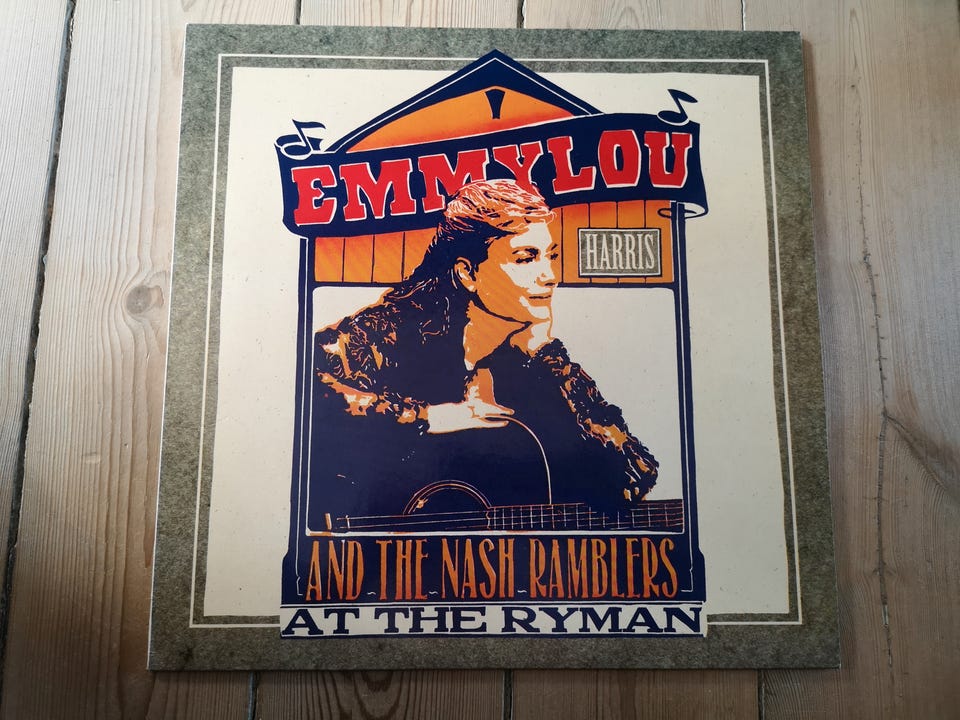 EMMYLOU
HARRIS
AND THE NASH RAMBLERS
AT THE RYMAN